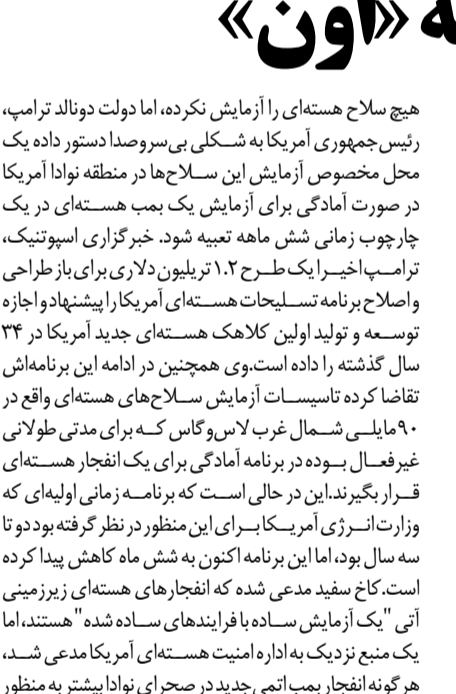 ه «اون»
هیچ سلاح هسته‌ای را آزمایش نکرده، اما دولت دونالد ترامپ،
رئیس‌جمهوری آمریکا به شکلی بی‌سروصدا دستور داده یک
محل مخصوص آزمایش این سلاح‌ها در منطقه نوادا آمریکا
در صورت آمادگی برای آزمایش یک بمب هسته‌ای در یک
چارچوب زمانی شش ماهه تعبیه شود. خبرگزاری اسپوتنیک،
ترامپ اخیرا یک طرح ۱.۲ تریلیون دلاری برای باز طراحی
و اصلاح برنامه تسلیحات هسته‌ای آمریکا را پیشنهاد و اجازه
توسعه و تولید اولین کلاهک هسته‌ای جدید آمریکا در ۳۴
سال گذشته را داده است.وی همچنین در ادامه این برنامه‌اش
تقاضا کرده تاسیسات آزمایش سلاح‌های هسته‌ای واقع در
۹۰مایلی شمال غرب لاس‌وگاس که برای مدتی طولانی
غیرفعال بوده در برنامه آمادگی برای یک انفجار هسته‌ای
قرار بگیرند.این در حالی است که برنامه زمانی اولیه‌ای که
وزارت انرژی آمریکا برای این منظور در نظر گرفته بود دو تا
سه سال بود، اما این برنامه اکنون به شش ماه کاهش پیدا کرده
است.کاخ سفید مدعی شده که انفجارهای هسته‌ای زیرزمینی
آتی "یک آزمایش ساده با فرایندهای ساده شده" هستند، اما
یک منبع نزدیک به اداره امنیت هسته‌ای آمریکا مدعی شد،
هر گونه انفجار بمب اتمی جدید در صحرای نوادا بیشتر به منظور